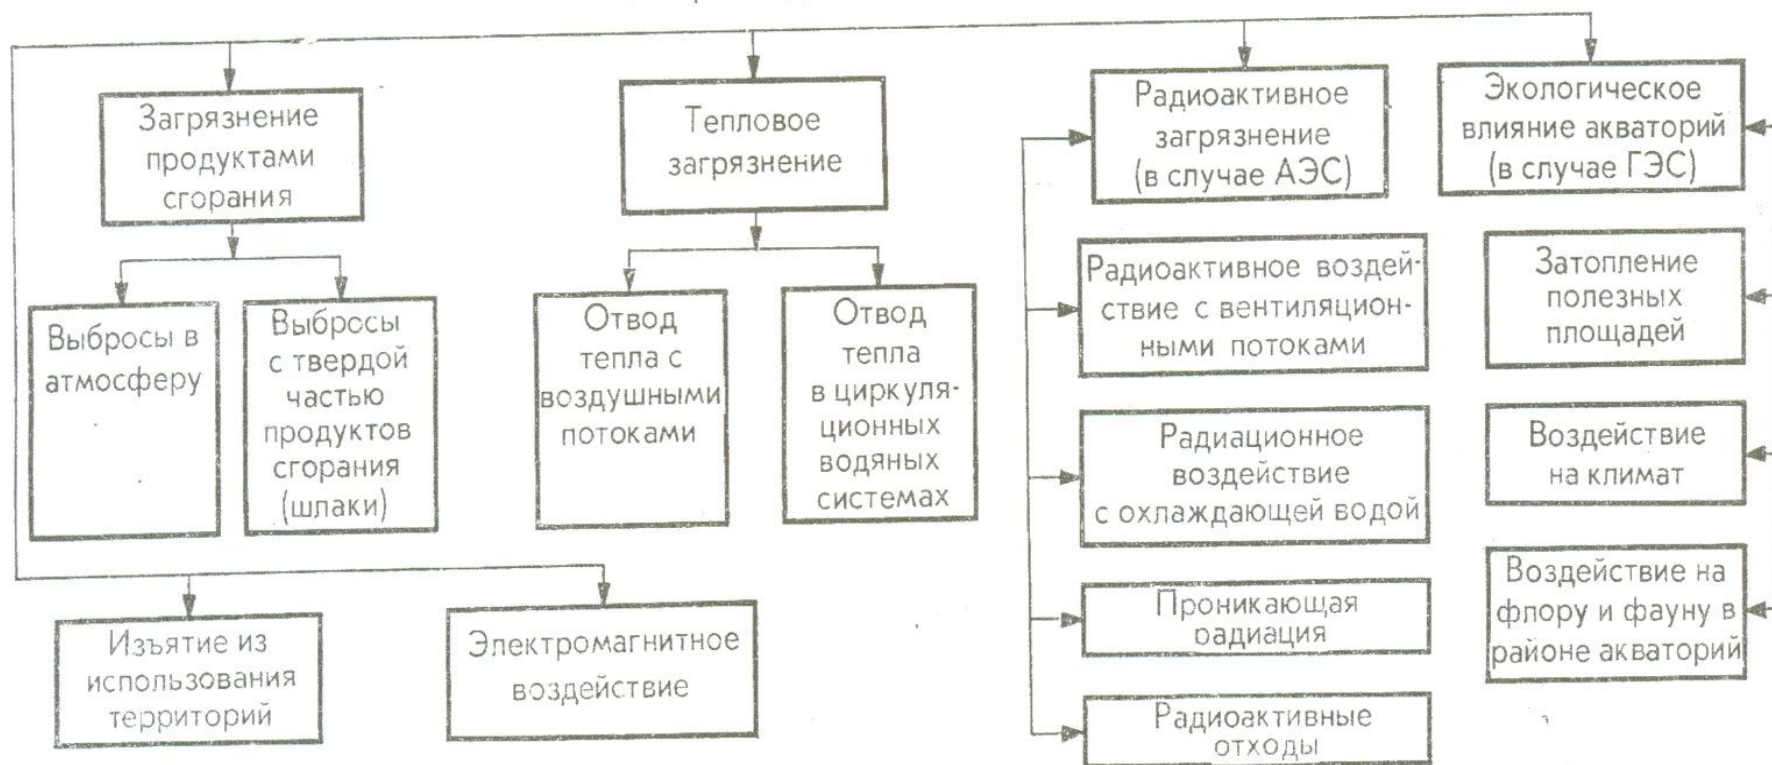 Загрязнение
продуктами
сгорания
Тепловое
загрязнение
Радиоактивное
загрязнение
(в случае АЭС)
Экологическое
влияние акваторий
(в случае ГЭС)
Выбросы в
атмосферу
Выбросы
с твердой
частью
продуктов
сгорания
(шлаки)
Отвод
тепла с
воздушными
потоками
Отвод
тепла
в циркуля-
ционных
водяных
системах
Радиоактивное воздей-
ствие с вентиляцион-
ными потоками
Затопление
полезных
площадей
Радиационное
воздействие
с охлаждающей водой
Воздействие
на климат
Проникающая
радиация
Воздействие на
флору и фауну в
районе акваторий
Радиоактивные
отходы
Изъятие из
использования
территорий
Электромагнитное
воздействие